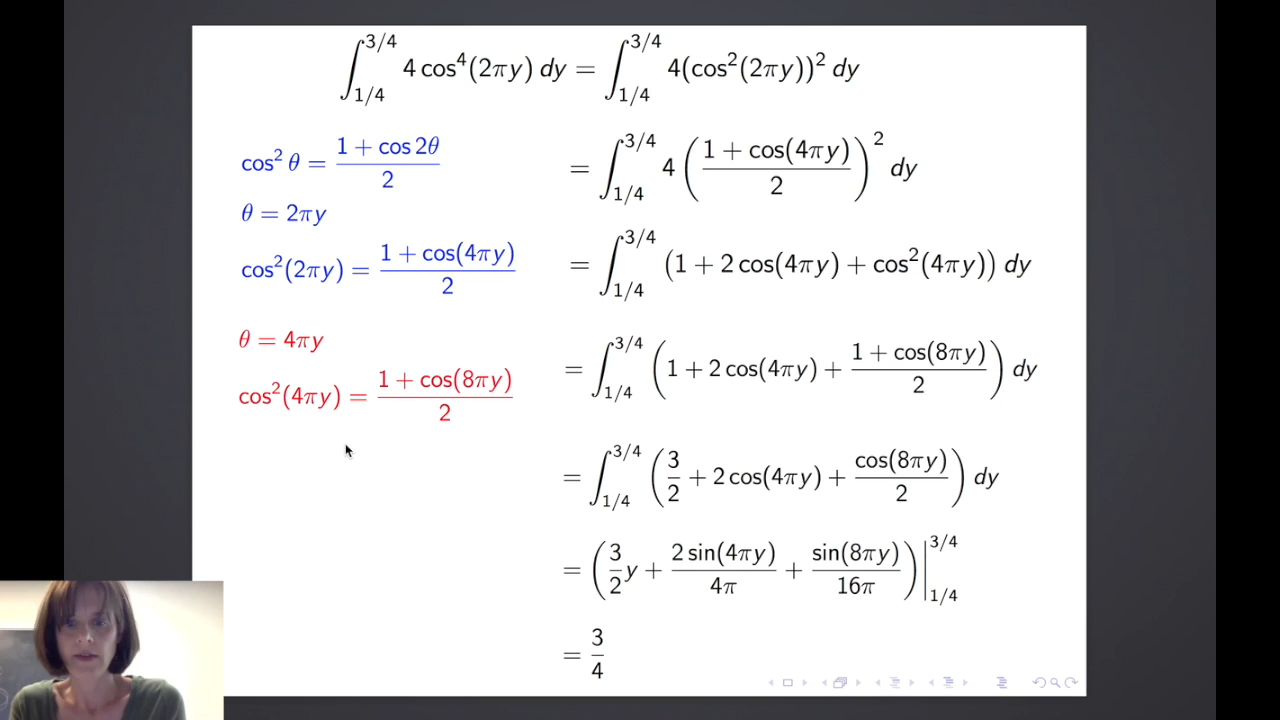 ∫_{1/4}^{3/4} 4 cos⁴(2πy) dy = ∫_{1/4}^{3/4} 4(cos²(2πy))² dy
cos² θ = (1 + cos 2θ)/2
θ = 2πy
cos²(2πy) = (1 + cos(4πy))/2
θ = 4πy
cos²(4πy) = (1 + cos(8πy))/2
= ∫_{1/4}^{3/4} 4 ((1 + cos(4πy))/2)² dy
= ∫_{1/4}^{3/4} (1 + 2 cos(4πy) + cos²(4πy)) dy
= ∫_{1/4}^{3/4} (1 + 2 cos(4πy) + (1 + cos(8πy))/2) dy
= ∫_{1/4}^{3/4} (3/2 + 2 cos(4πy) + cos(8πy)/2) dy
= (3/2 y + 2 sin(4πy)/4π + sin(8πy)/16π) |_{1/4}^{3/4}
= 3/4